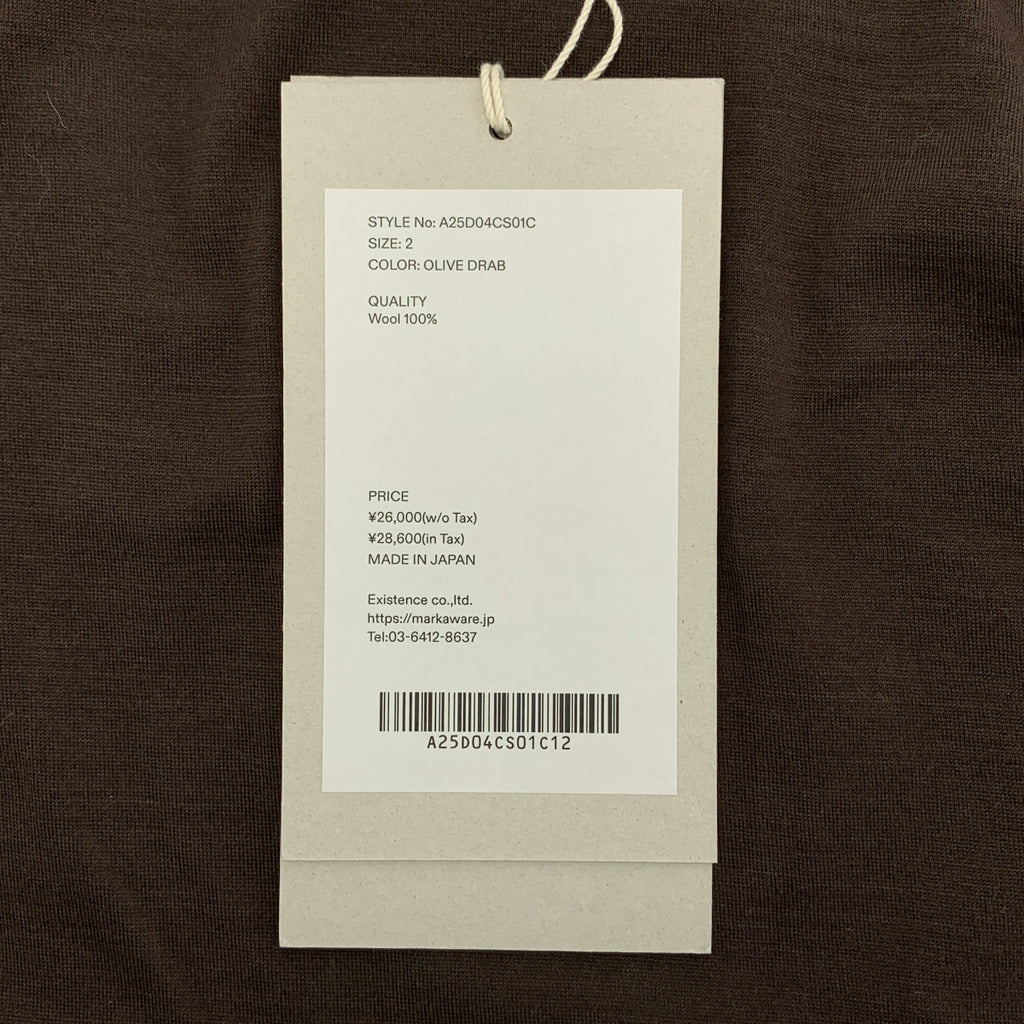 STYLE No: A25D04CS01C
SIZE: 2
COLOR: OLIVE DRAB
QUALITY
Wool 100%
PRICE
¥26,000(w/o Tax)
¥28,600(in Tax)
MADE IN JAPAN
Existence co.,ltd.
https://markaware.jp
Tel:03-6412-8637
A25D04CS01C12